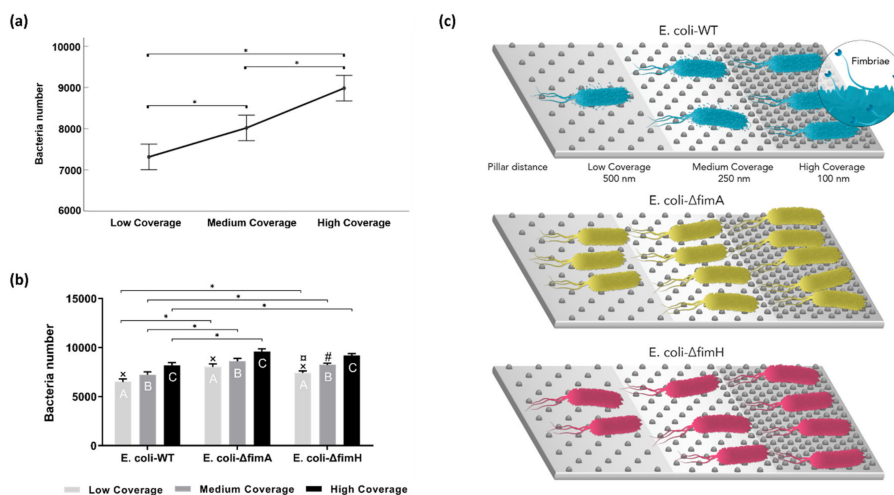 (a)
10000
9000
8000
7000
6000
Bacteria number
*
*
*
Low Coverage Medium Coverage High Coverage
(b)
15000
10000
5000
0
Bacteria number
*
*
*
*
*
*
× × ¤ #
×
A B C A B C A B C
E. coli-WT E. coli-ΔfimA E. coli-ΔfimH
Low Coverage Medium Coverage High Coverage
(c)
E. coli-WT
Fimbriae
Pillar distance Low Coverage Medium Coverage High Coverage
500 nm 250 nm 100 nm
E. coli-ΔfimA
E. coli-ΔfimH